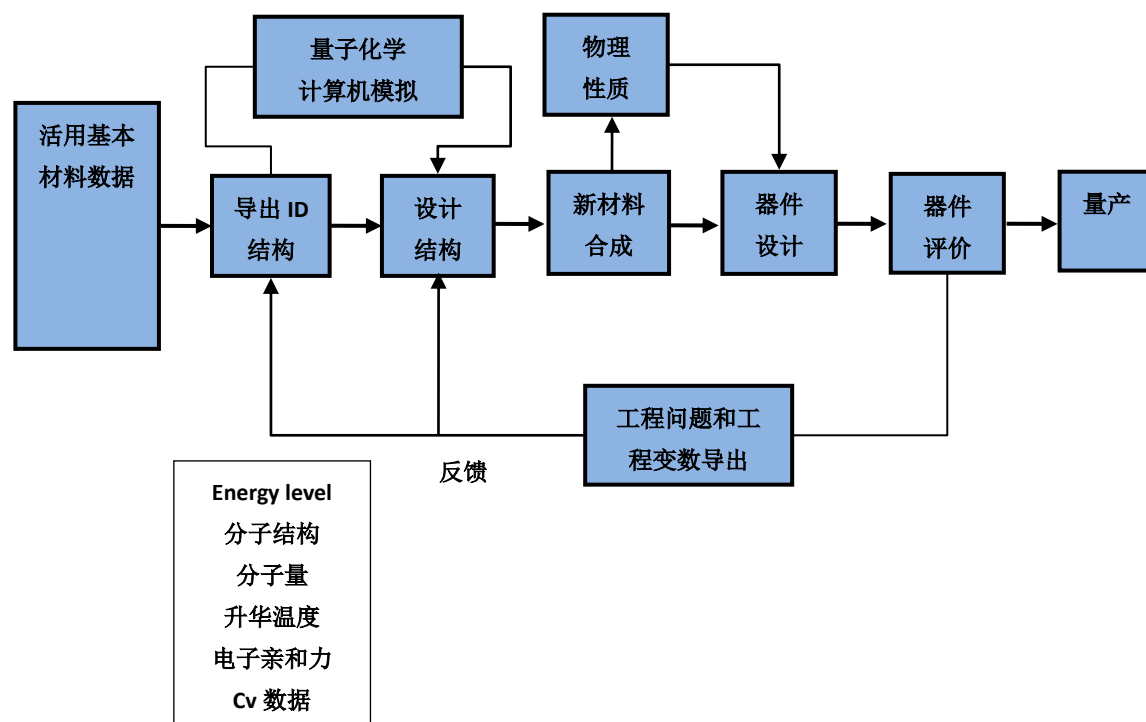 量子化学
计算机模拟
物理
性质
活用基本
材料数据
导出 ID
结构
设计
结构
新材料
合成
器件
设计
器件
评价
量产
工程问题和工
程变数导出
反馈
Energy level
分子结构
分子量
升华温度
电子亲和力
Cv 数据